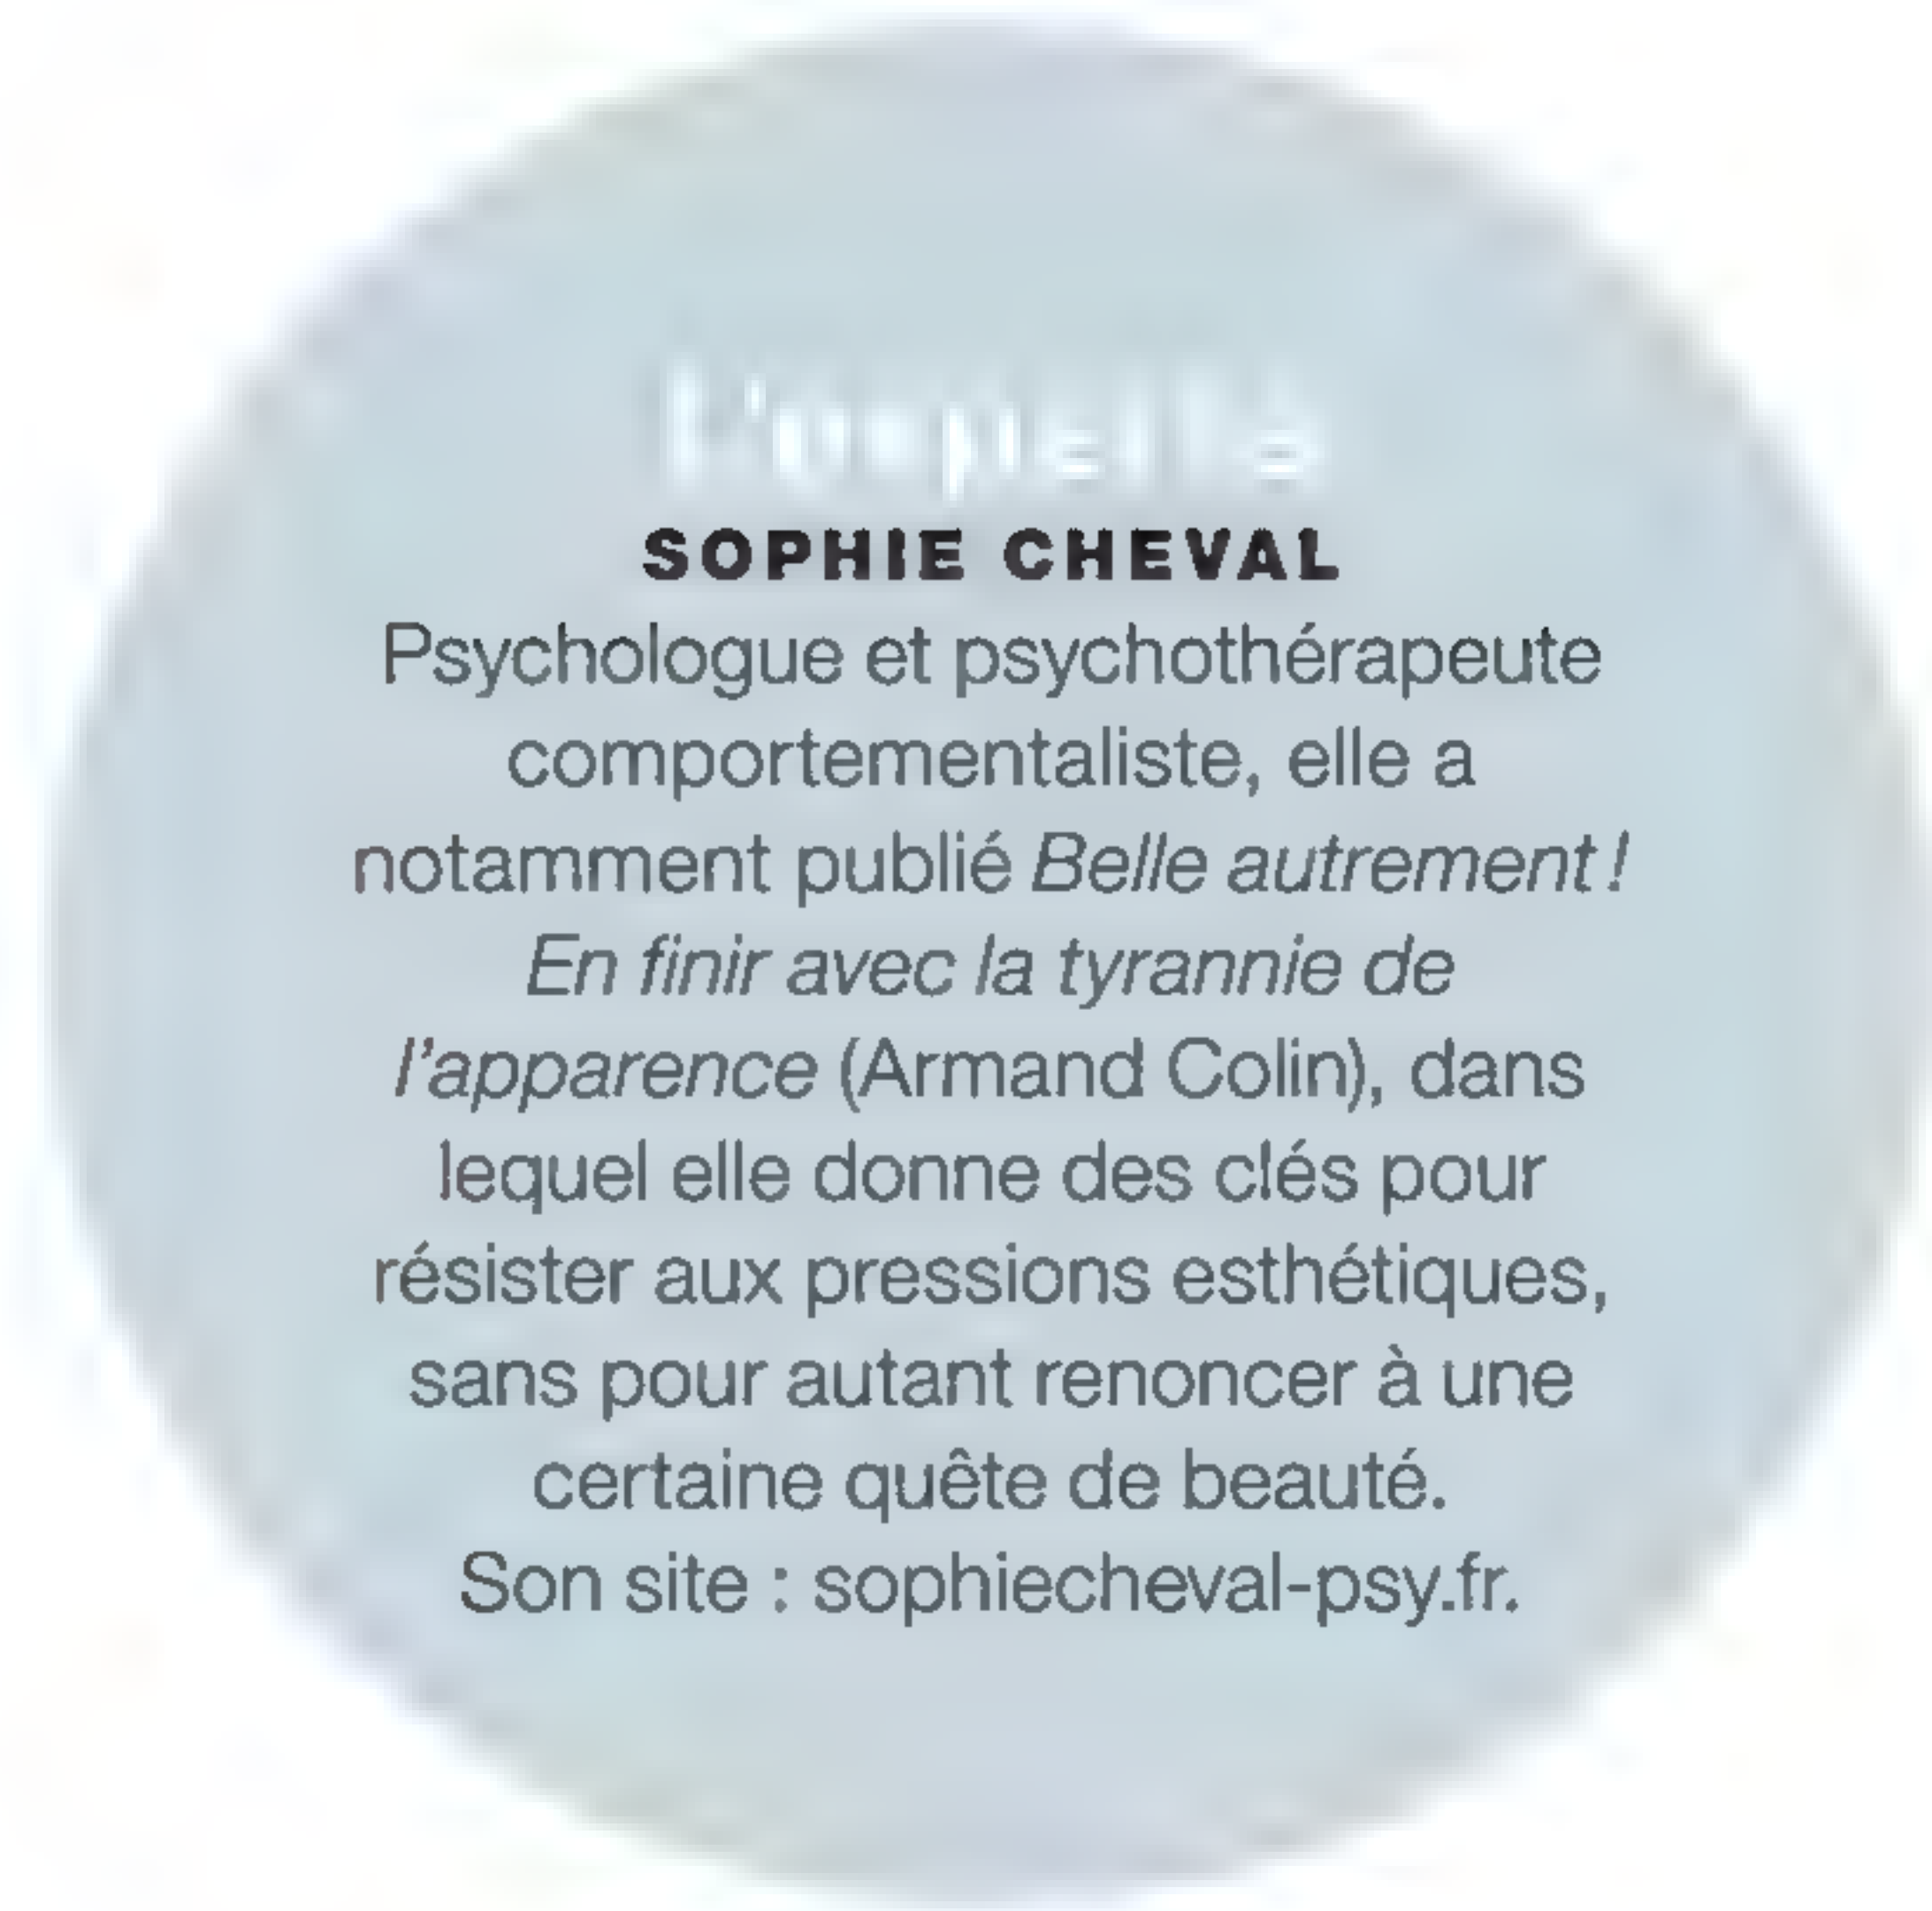 SOPHIE CHEVAL
Psychologue et psychothérapeute
comportementaliste, elle a
notamment publié Belle autrement !
En finir avec la tyrannie de
l'apparence (Armand Colin), dans
lequel elle donne des clés pour
résister aux pressions esthétiques,
sans pour autant renoncer à une
certaine quête de beauté.
Son site : sophiecheval-psy.fr.